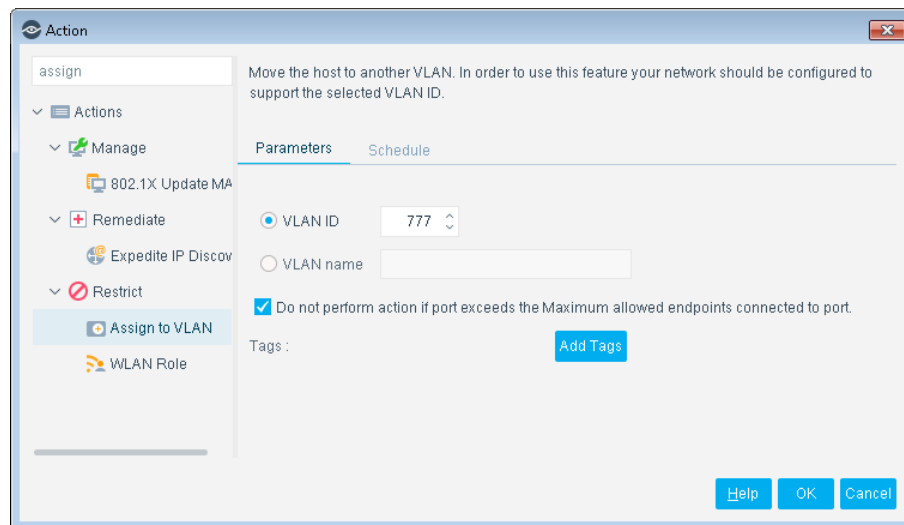 Action
assign
Actions
Manage
802.1X Update MA
Remediate
Expedite IP Discov
Restrict
Assign to VLAN
WLAN Role
Move the host to another VLAN. In order to use this feature your network should be configured to
support the selected VLAN ID.
Parameters Schedule
VLAN ID 777
VLAN name
Do not perform action if port exceeds the Maximum allowed endpoints connected to port.
Tags : Add Tags
Help OK Cancel